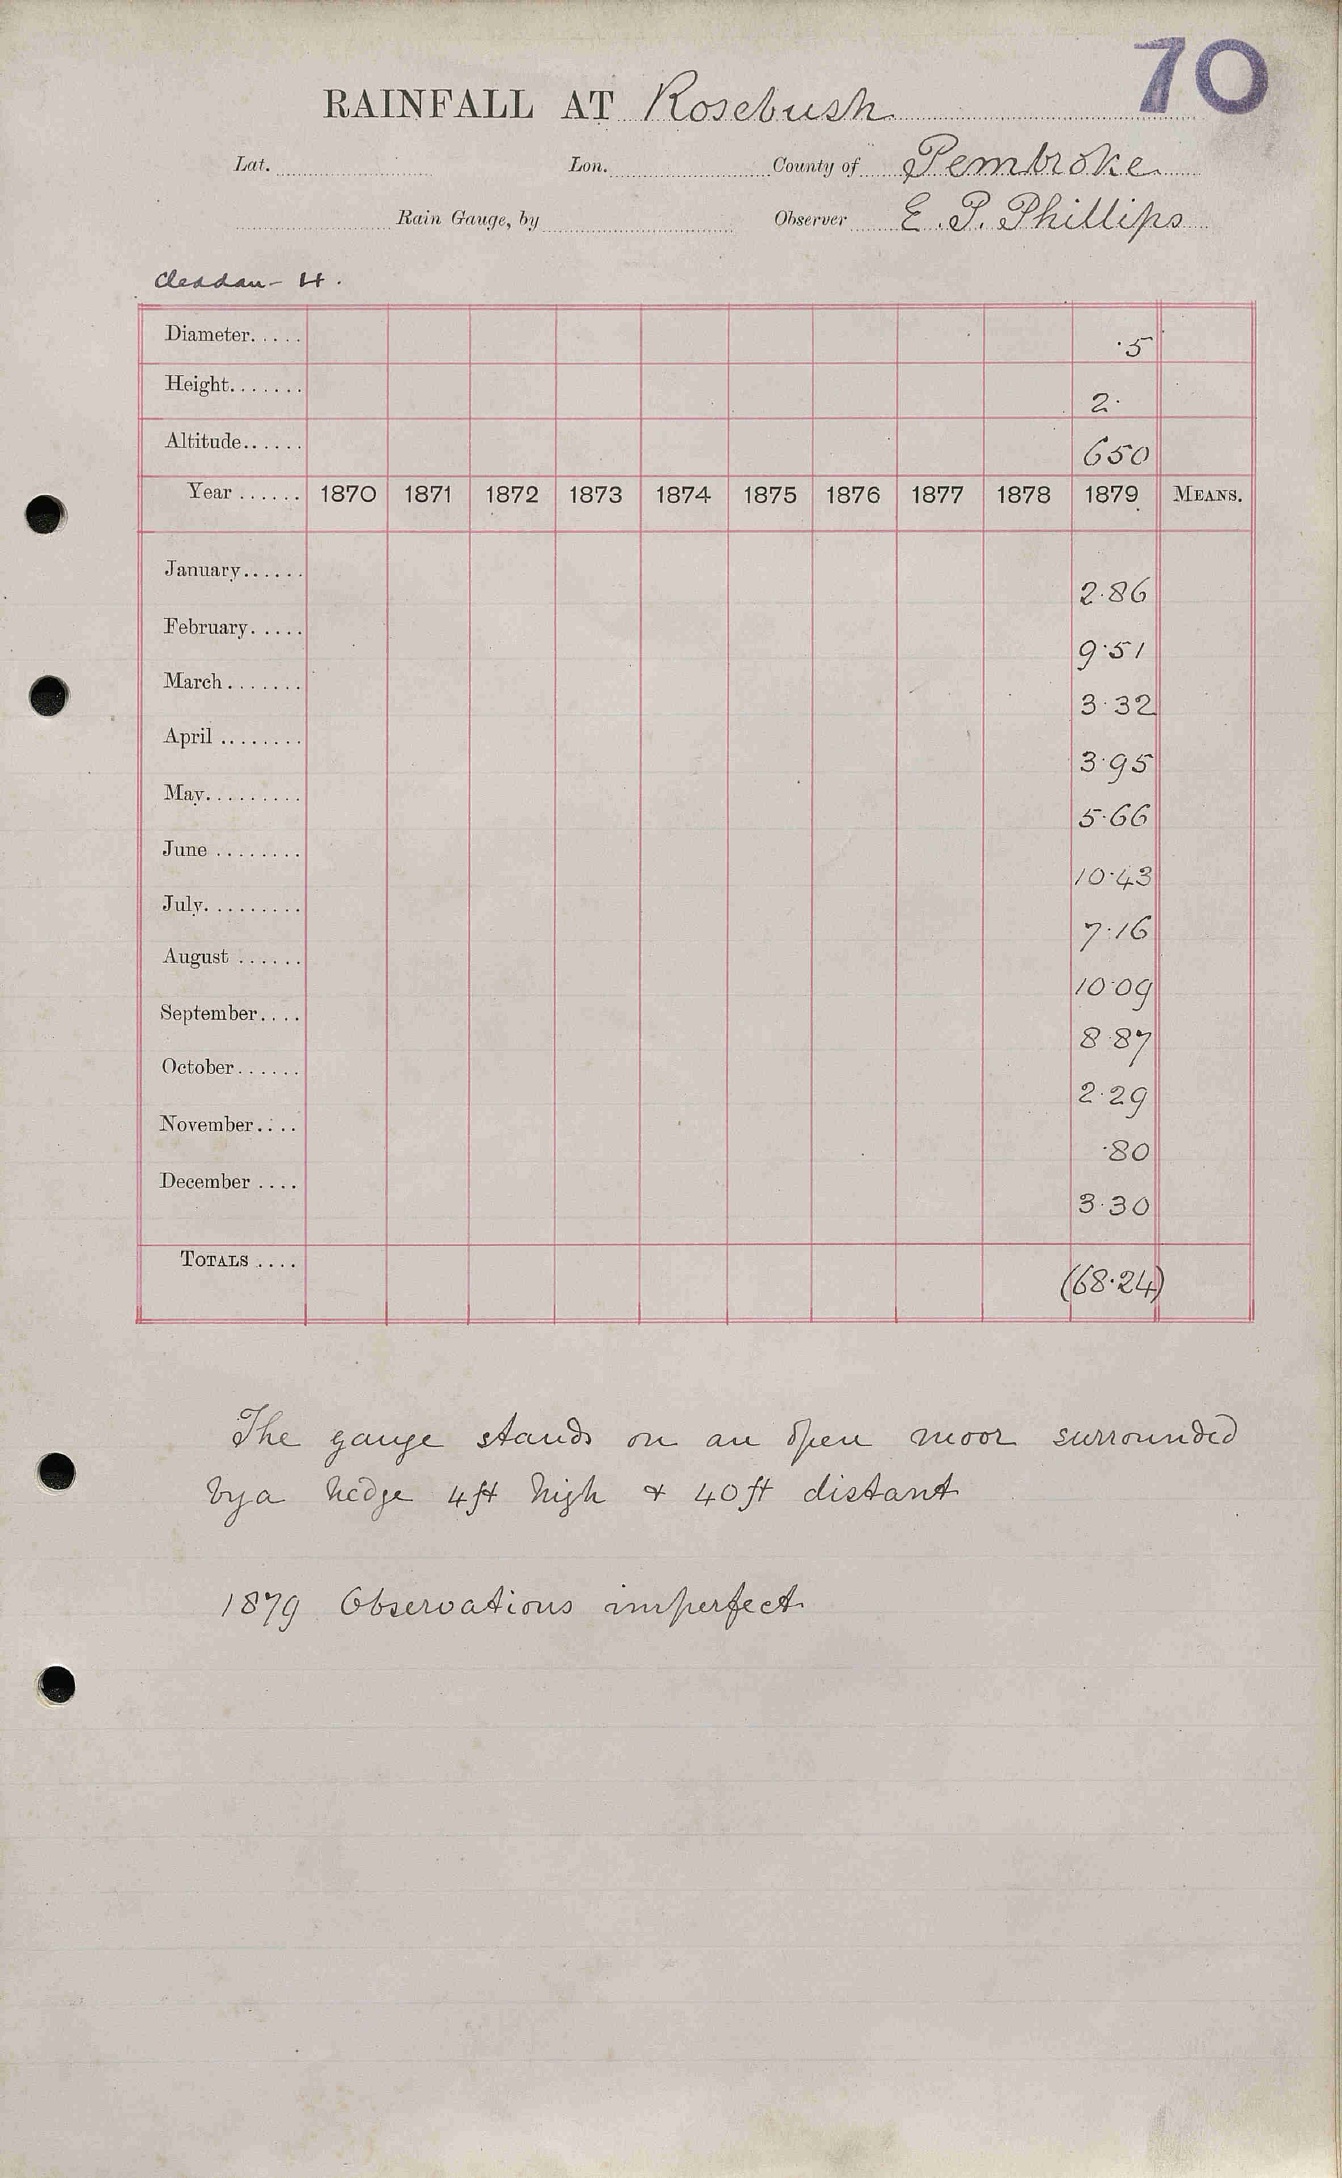 70
RAINFALL AT Rosebush
Lat. Lon. County of Pembroke
Rain Gauge, by Observer E. P. Phillips
Cleddau - H.
Diameter..... ·5
Height....... 2·
Altitude...... 650
Year ...... 1870 1871 1872 1873 1874 1875 1876 1877 1878 1879 MEANS.
January...... 2·86
February..... 9·51
March....... 3·32
April ........ 3·95
May......... 5·66
June ........ 10·43
July......... 7·16
August ...... 10·09
September.... 8·87
October...... 2·29
November.... ·80
December .... 3·30
TOTALS .... (68·24)
The gauge stands on an open moor surrounded
by a hedge 4ft high & 40ft distant
1879 Observations imperfect